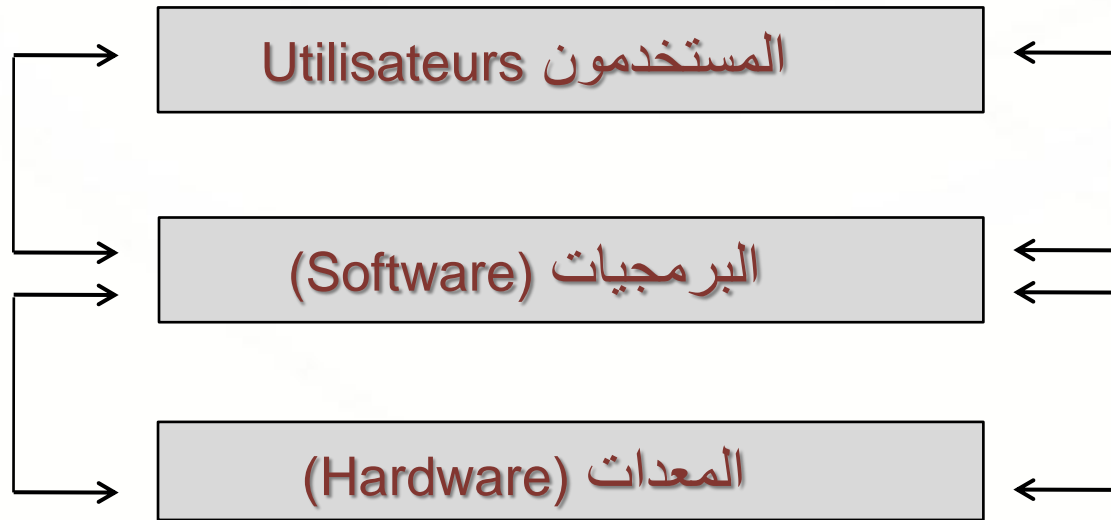 المستخدمون Utilisateurs
البرمجيات (Software)
المعدات (Hardware)